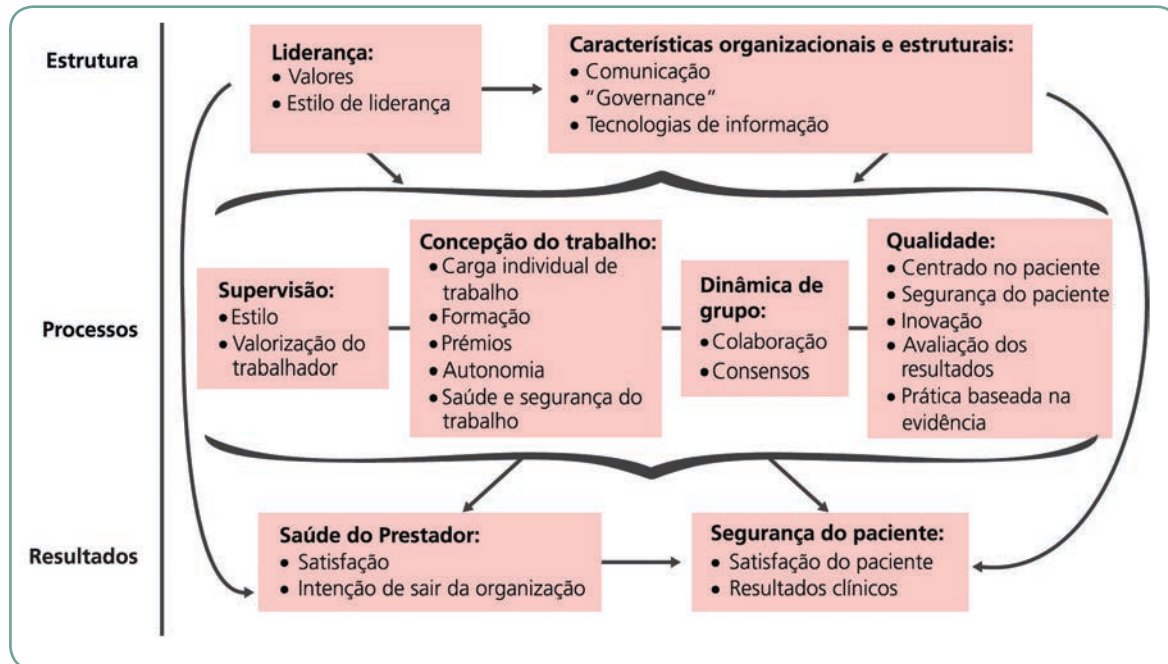 Estrutura
Liderança:
• Valores
• Estilo de liderança
Características organizacionais e estruturais:
• Comunicação
• “Governance”
• Tecnologias de informação
Processos
Supervisão:
• Estilo
• Valorização do
trabalhador
Concepção do trabalho:
• Carga individual de
trabalho
• Formação
• Prémios
• Autonomia
• Saúde e segurança do
trabalho
Dinâmica de
grupo:
• Colaboração
• Consensos
Qualidade:
• Centrado no paciente
• Segurança do paciente
• Inovação
• Avaliação dos
resultados
• Prática baseada na
evidência
Resultados
Saúde do Prestador:
• Satisfação
• Intenção de sair da organização
Segurança do paciente:
• Satisfação do paciente
• Resultados clínicos